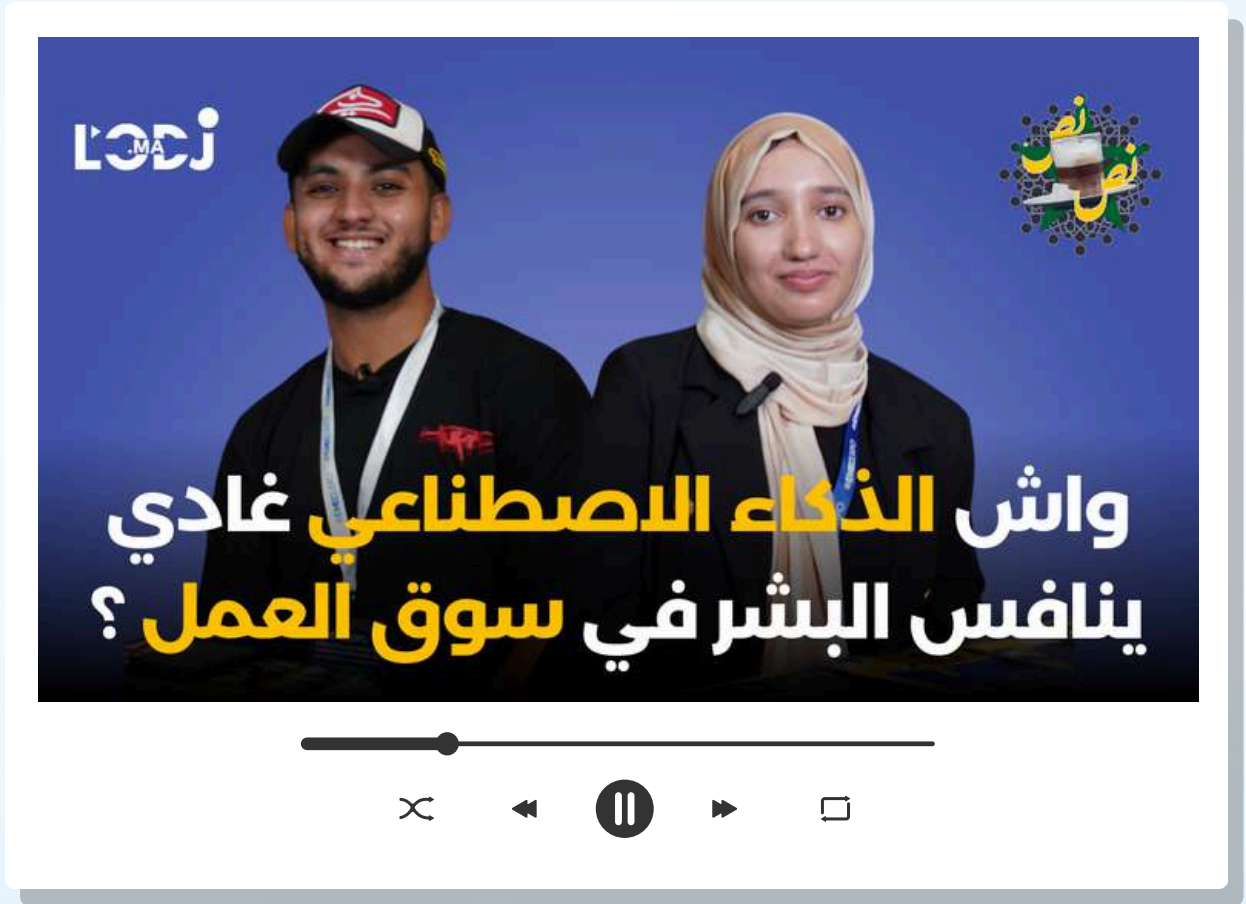 L'ODJ
.MA
نص
نص
واش الذكاء الاصطناعي غادي
ينافس البشر في سوق العمل ؟